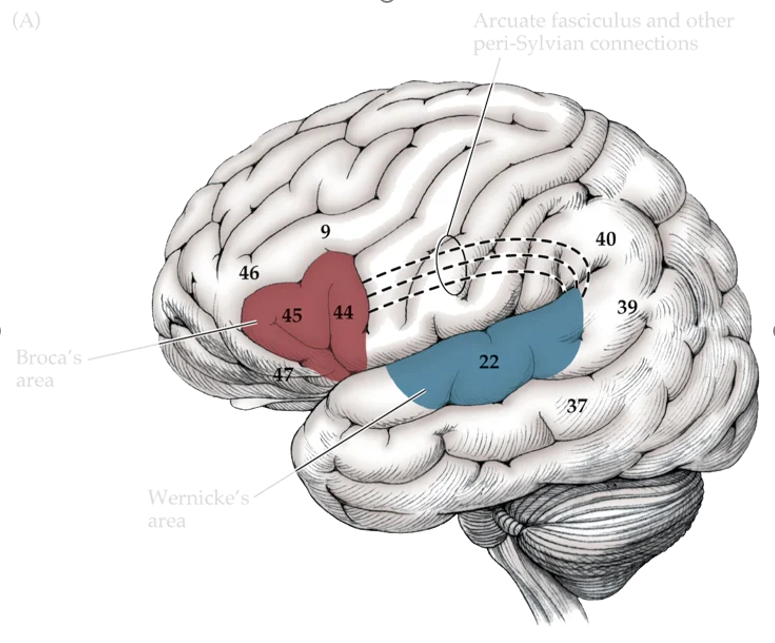 (A)
Arcuate fasciculus and other
peri-Sylvian connections
9
40
46
39
45
44
Broca's
area
22
47
37
Wernicke's
area